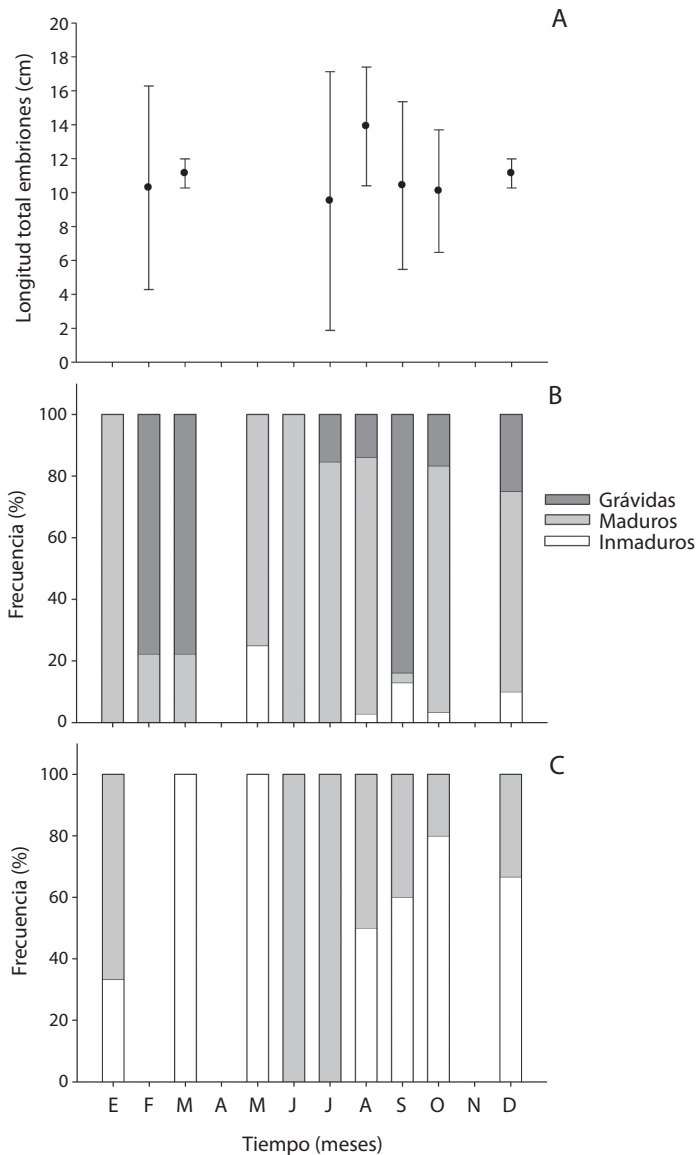 A
Longitud total embriones (cm)
20
18
16
14
12
10
8
6
4
2
0
B
Frecuencia (%)
100
80
60
40
20
0
Grávidas
Maduros
Inmaduros
C
Frecuencia (%)
100
80
60
40
20
0
E F M A M J J A S O N D
Tiempo (meses)